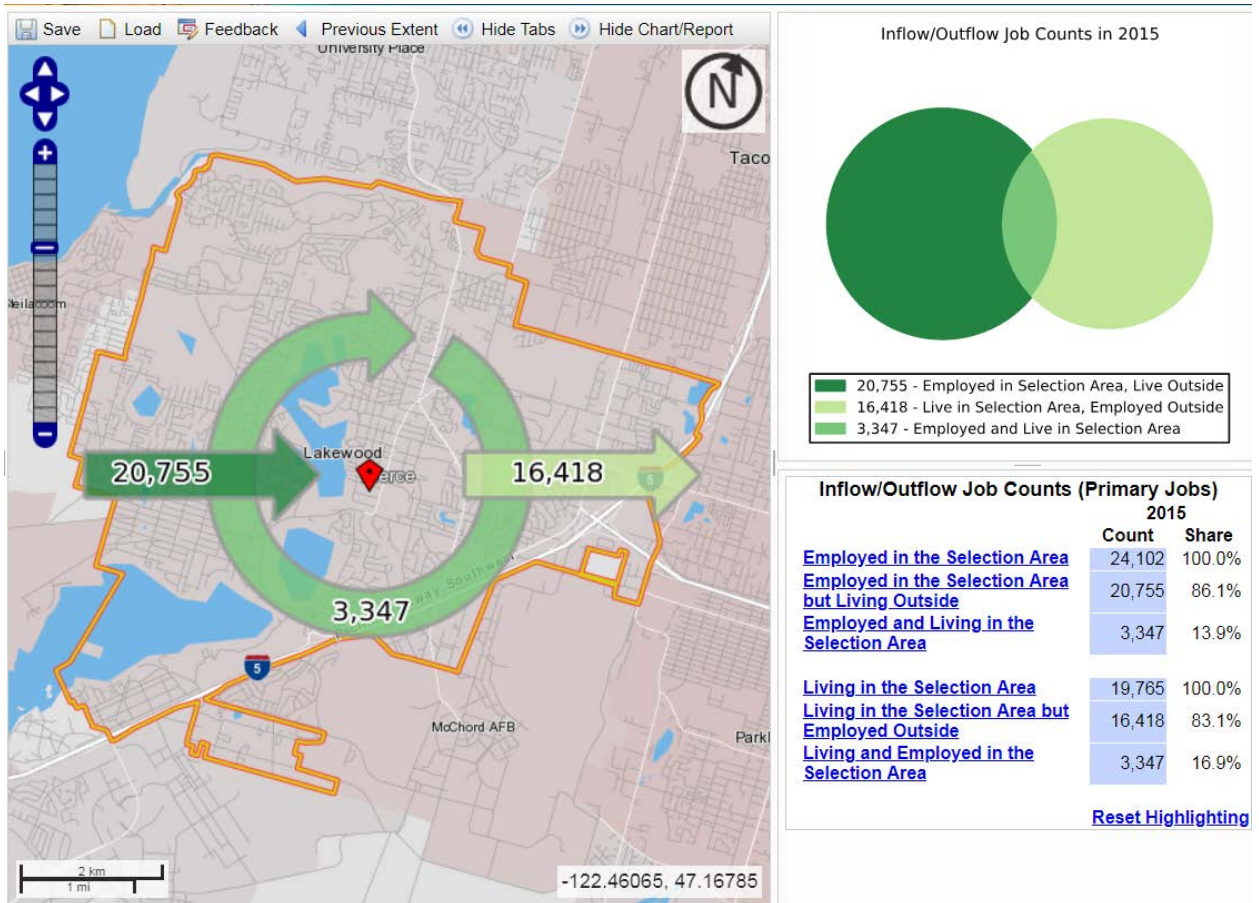 Save Load Feedback Previous Extent Hide Tabs Hide Chart/Report
University Place
N
Taco
Steilacoom
Lakewood
Pierce
20,755
16,418
3,347
5
way Southwest
5
McChord AFB
Parkl
2 km
1 mi
-122.46065, 47.16785
Inflow/Outflow Job Counts in 2015
20,755 - Employed in Selection Area, Live Outside
16,418 - Live in Selection Area, Employed Outside
3,347 - Employed and Live in Selection Area
Inflow/Outflow Job Counts (Primary Jobs)
2015
Count Share
Employed in the Selection Area 24,102 100.0%
Employed in the Selection Area
but Living Outside 20,755 86.1%
Employed and Living in the
Selection Area 3,347 13.9%
Living in the Selection Area 19,765 100.0%
Living in the Selection Area but
Employed Outside 16,418 83.1%
Living and Employed in the
Selection Area 3,347 16.9%
Reset Highlighting